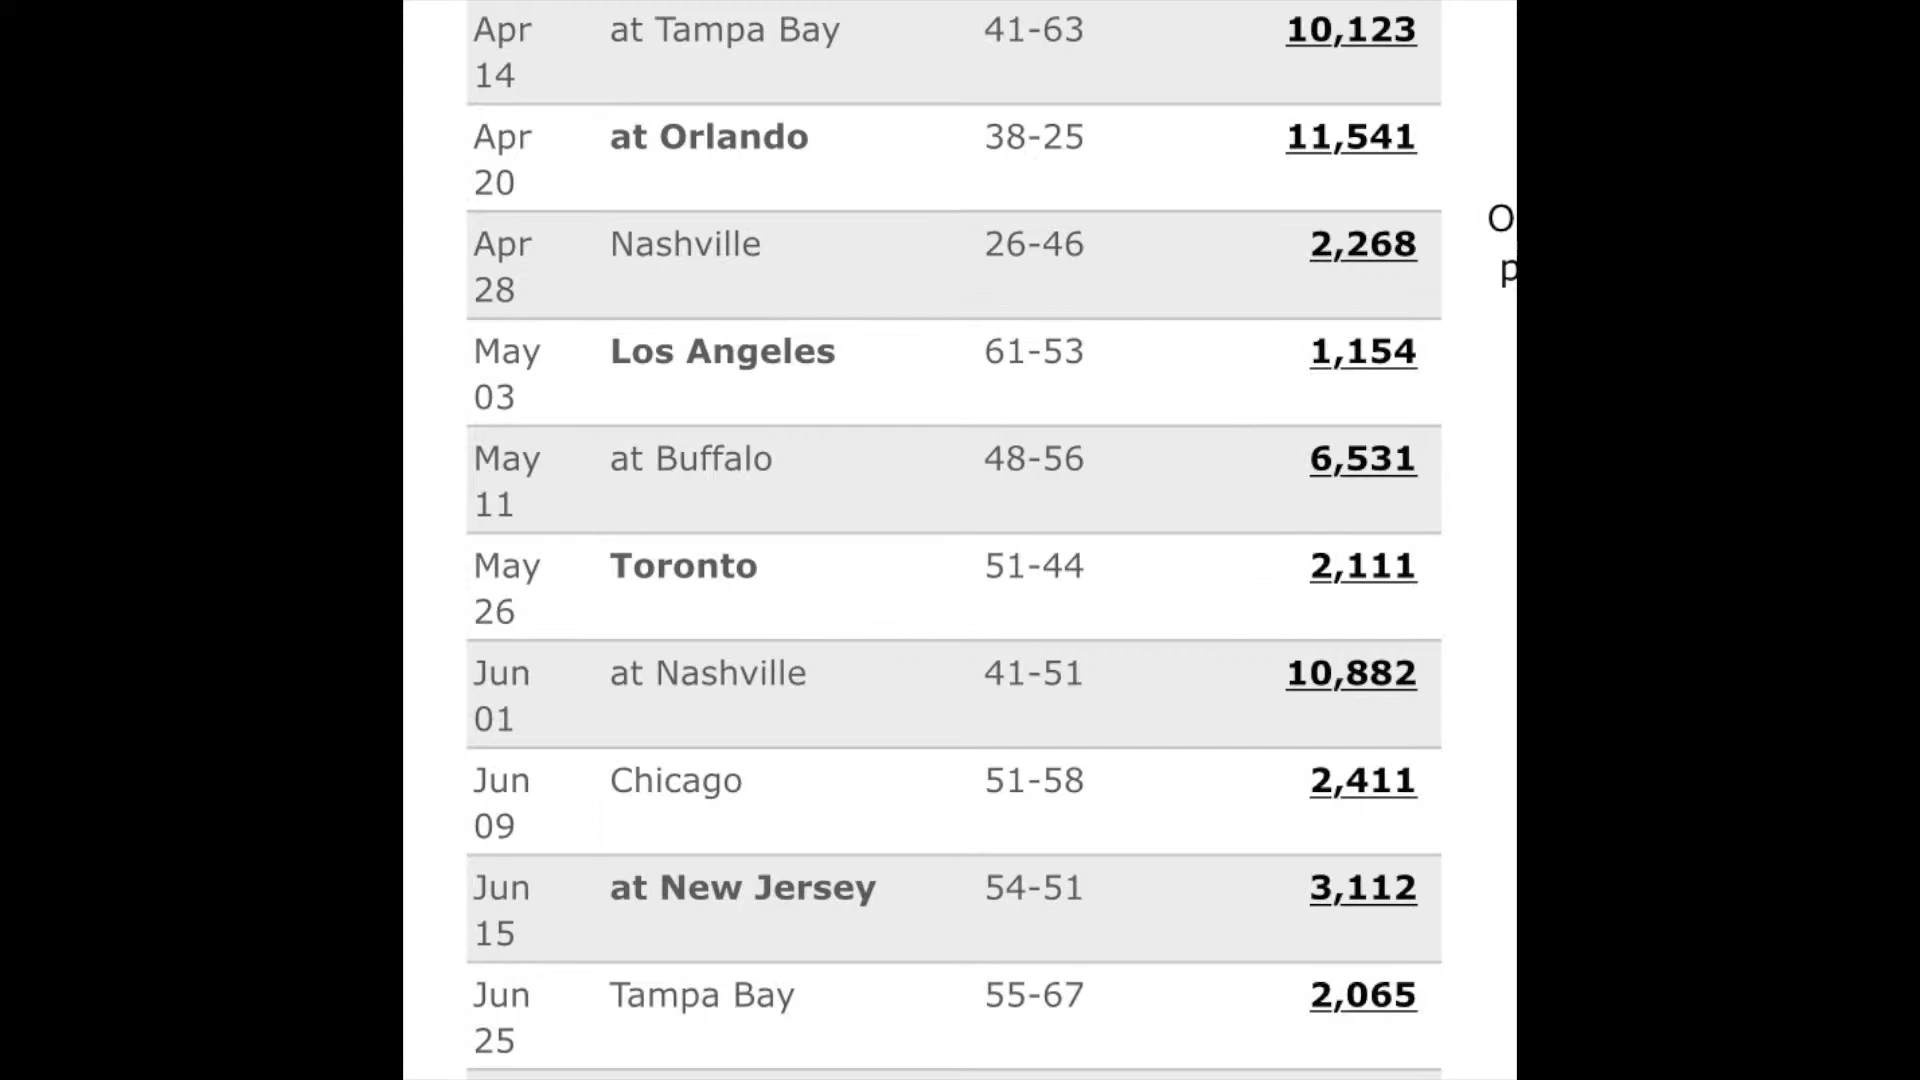 Apr at Tampa Bay 41-63 10,123
14
Apr at Orlando 38-25 11,541
20
O
Apr Nashville 26-46 2,268
p
28
May Los Angeles 61-53 1,154
03
May at Buffalo 48-56 6,531
11
May Toronto 51-44 2,111
26
Jun at Nashville 41-51 10,882
01
Jun Chicago 51-58 2,411
09
Jun at New Jersey 54-51 3,112
15
Jun Tampa Bay 55-67 2,065
25